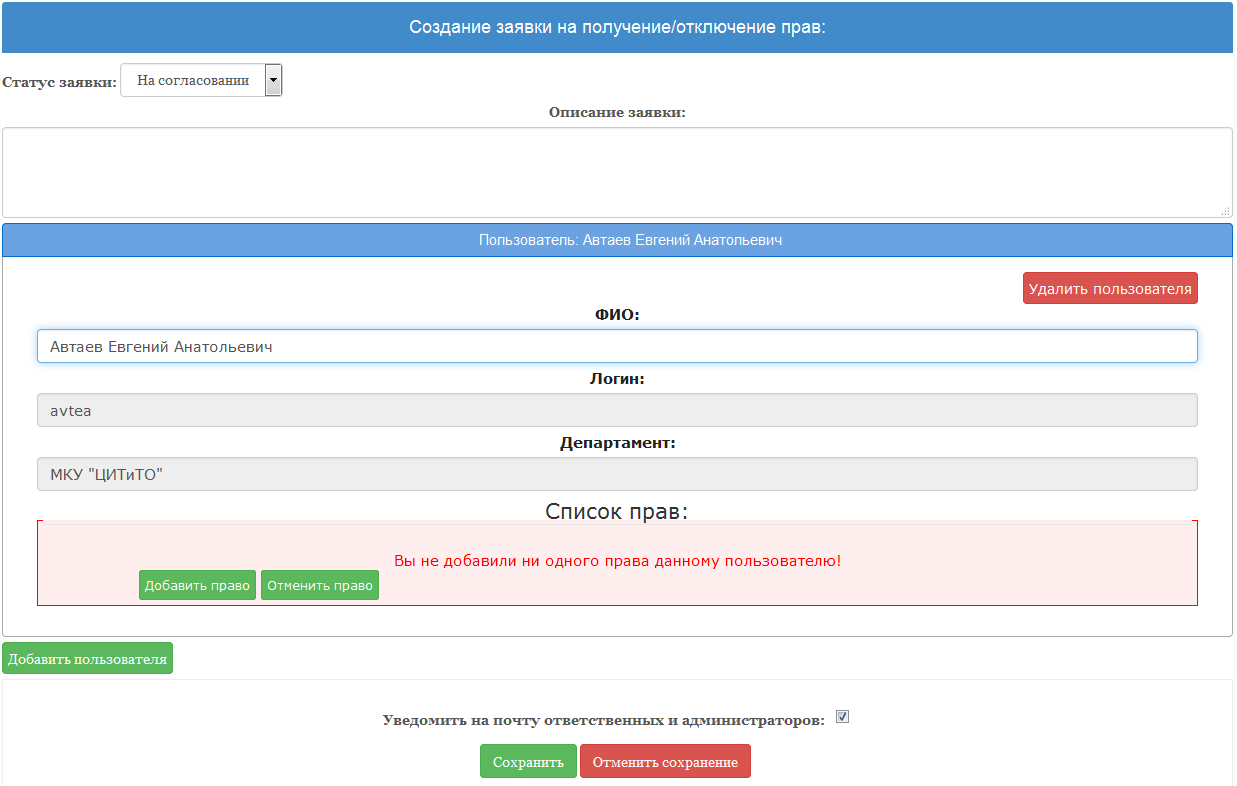 Создание заявки на получение/отключение прав:
Статус заявки: На согласовании
Описание заявки:
Пользователь: Автаев Евгений Анатольевич
Удалить пользователя
ФИО:
Автаев Евгений Анатольевич
Логин:
avtea
Департамент:
МКУ "ЦИТиТО"
Список прав:
Вы не добавили ни одного права данному пользователю!
Добавить право Отменить право
Добавить пользователя
Уведомить на почту ответственных и администраторов:
Сохранить Отменить сохранение